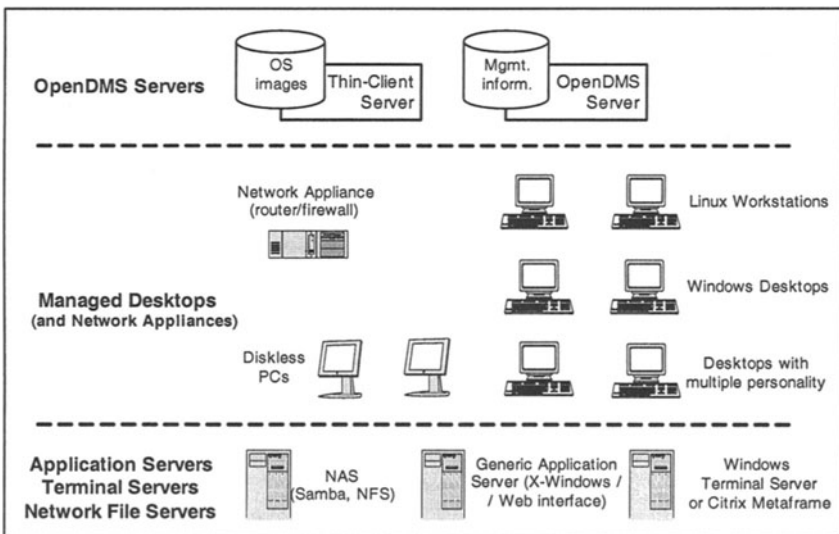 OpenDMS Servers
OS
images
Thin-Client
Server
Mgmt.
inform.
OpenDMS
Server
Network Appliance
(router/firewall)
Linux Workstations
Managed Desktops
(and Network Appliances)
Windows Desktops
Diskless
PCs
Desktops with
multiple personality
Application Servers
Terminal Servers
Network File Servers
NAS
(Samba, NFS)
Generic Application
Server (X-Windows /
/ Web interface)
Windows
Terminal Server
or Citrix Metaframe